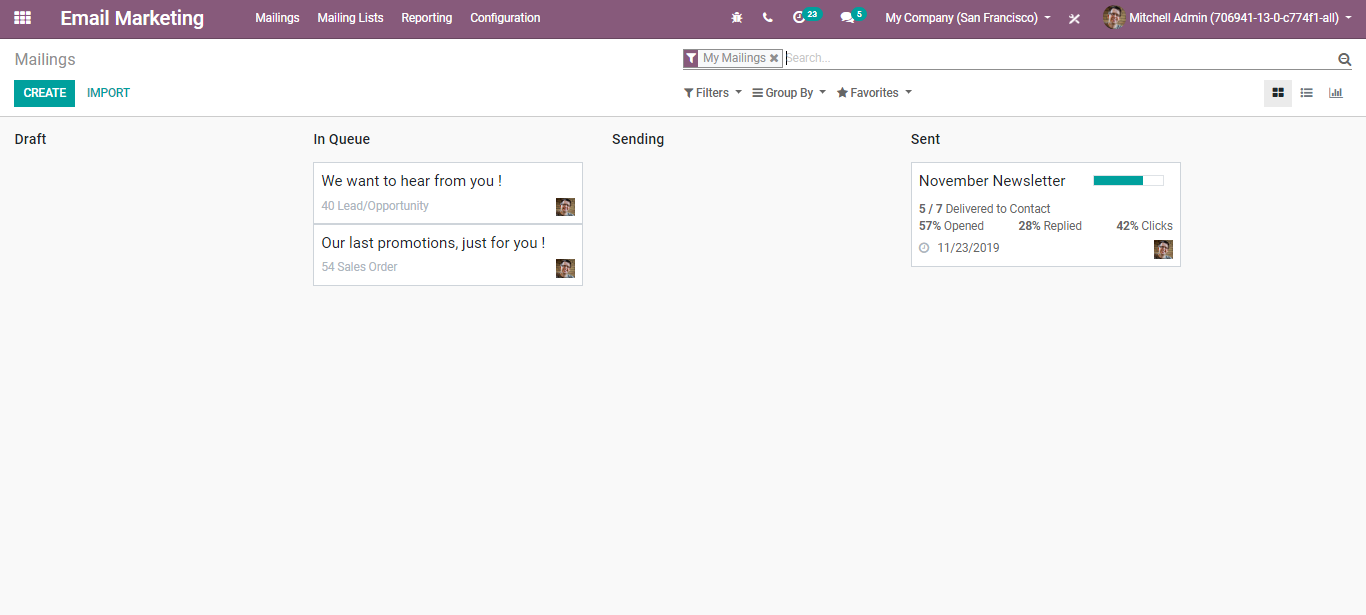 Email Marketing Mailings Mailing Lists Reporting Configuration 23 5 My Company (San Francisco) Mitchell Admin (706941-13-0-c774f1-all)
Mailings My Mailings Search...
CREATE IMPORT Filters Group By Favorites
Draft In Queue Sending Sent
We want to hear from you !
40 Lead/Opportunity
Our last promotions, just for you !
54 Sales Order
November Newsletter
5 / 7 Delivered to Contact
57% Opened 28% Replied 42% Clicks
11/23/2019